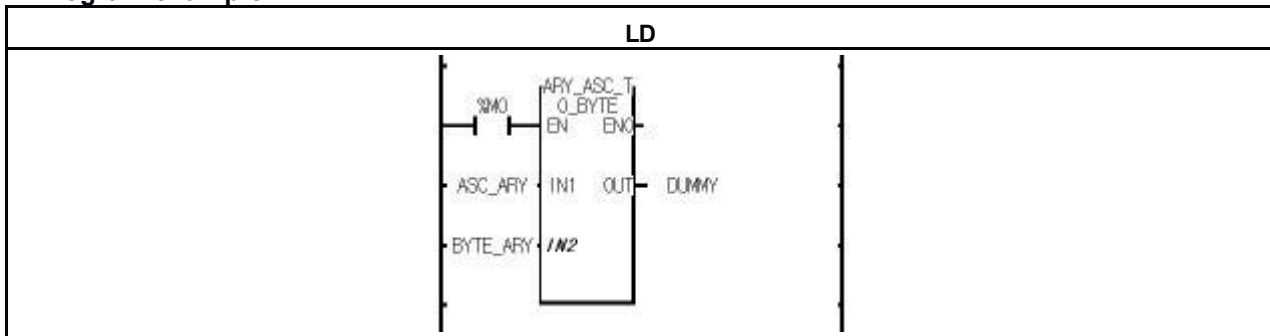 LD
ARY_ASC_T
%M0 O_BYTE
EN ENO
ASC_ARY IN1 OUT DUMMY
BYTE_ARY IN2